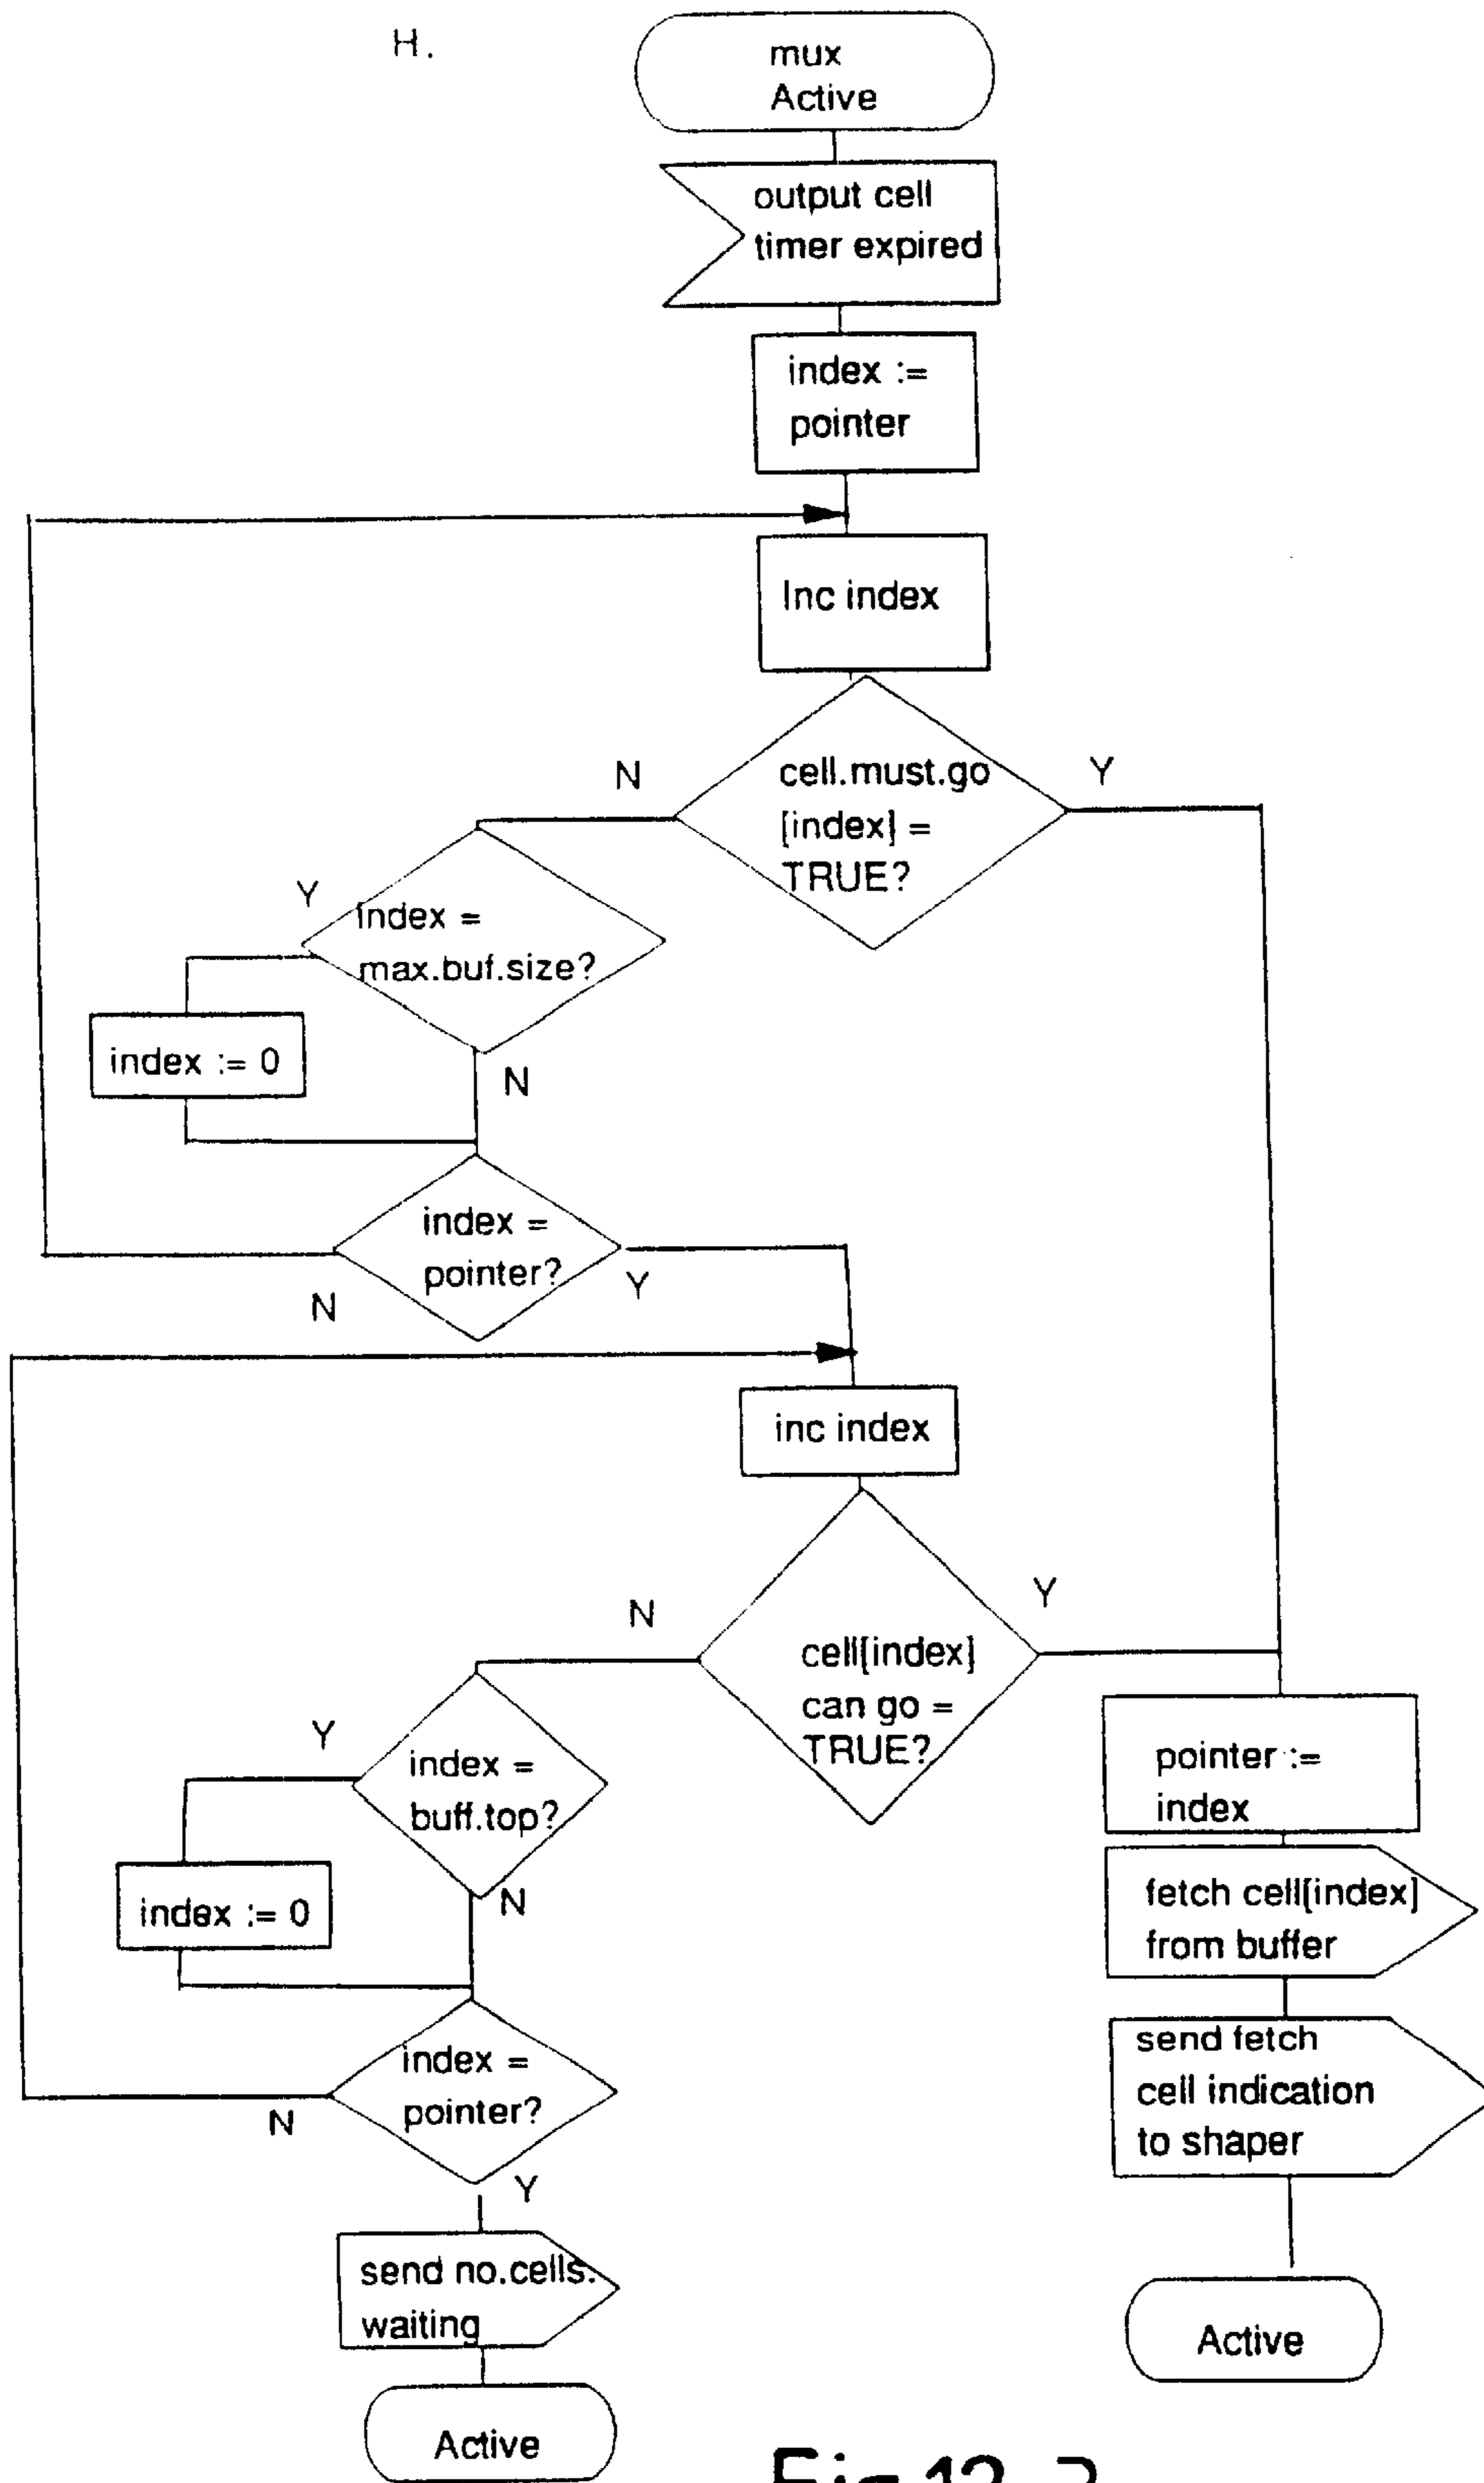 H.
mux
Active
output cell
timer expired
index :=
pointer
Inc index
N
cell.must.go
[index] =
TRUE?
Y
Y
index =
max.buf.size?
index := 0
N
index =
pointer?
N
Y
inc index
N
cell[index]
can go =
TRUE?
Y
Y
index =
buff.top?
index := 0
N
index =
pointer?
N
Y
send no.cells.
waiting
Active
pointer :=
index
fetch cell[index]
from buffer
send fetch
cell indication
to shaper
Active